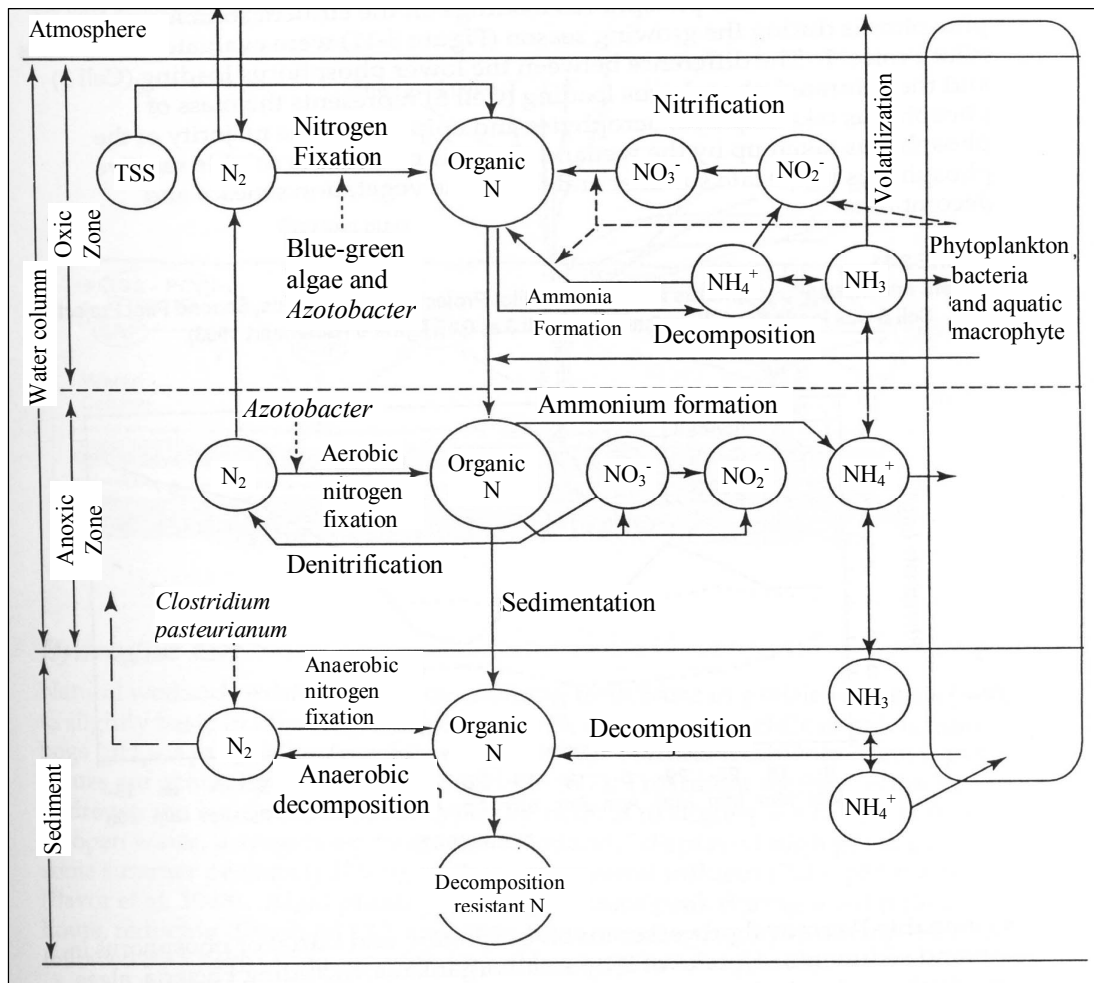 Atmosphere
Nitrification
Nitrogen
Fixation
TSS
N₂
Organic
N
NO₃⁻
NO₂⁻
Volatilization
Oxic
Zone
Water column
Blue-green
algae and
Azotobacter
NH₄⁺
NH₃
Phytoplankton
bacteria
and aquatic
macrophyte
Ammonia
Formation
Decomposition
Azotobacter
Ammonium formation
N₂
Aerobic
nitrogen
fixation
Organic
N
NO₃⁻
NO₂⁻
NH₄⁺
Anoxic
Zone
Denitrification
Sedimentation
Clostridium
pasteurianum
Anaerobic
nitrogen
fixation
N₂
Organic
N
Decomposition
NH₃
Anaerobic
decomposition
NH₄⁺
Sediment
Decomposition
resistant N